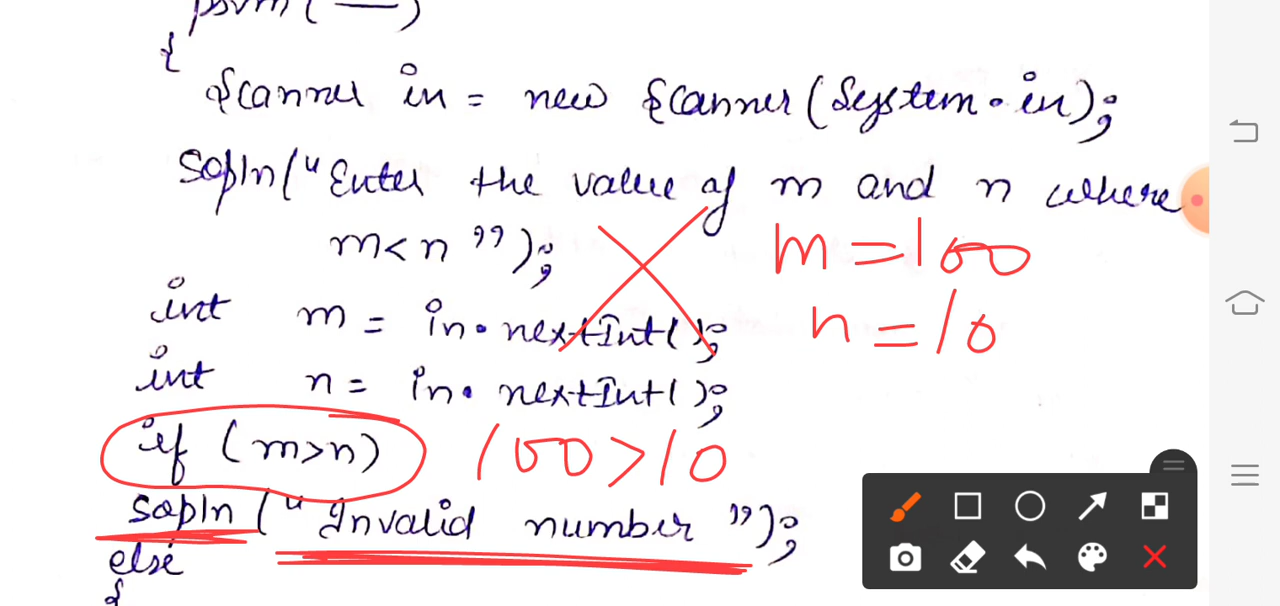 psvm( — )
{
Scanner in = new Scanner(System.in);
Sopln("Enter the value of m and n where
m<n "); m=100
int m = in.nextInt(); n=10
int n = in.nextInt();
if (m>n) 100>10
Sopln("Invalid number");
else
{